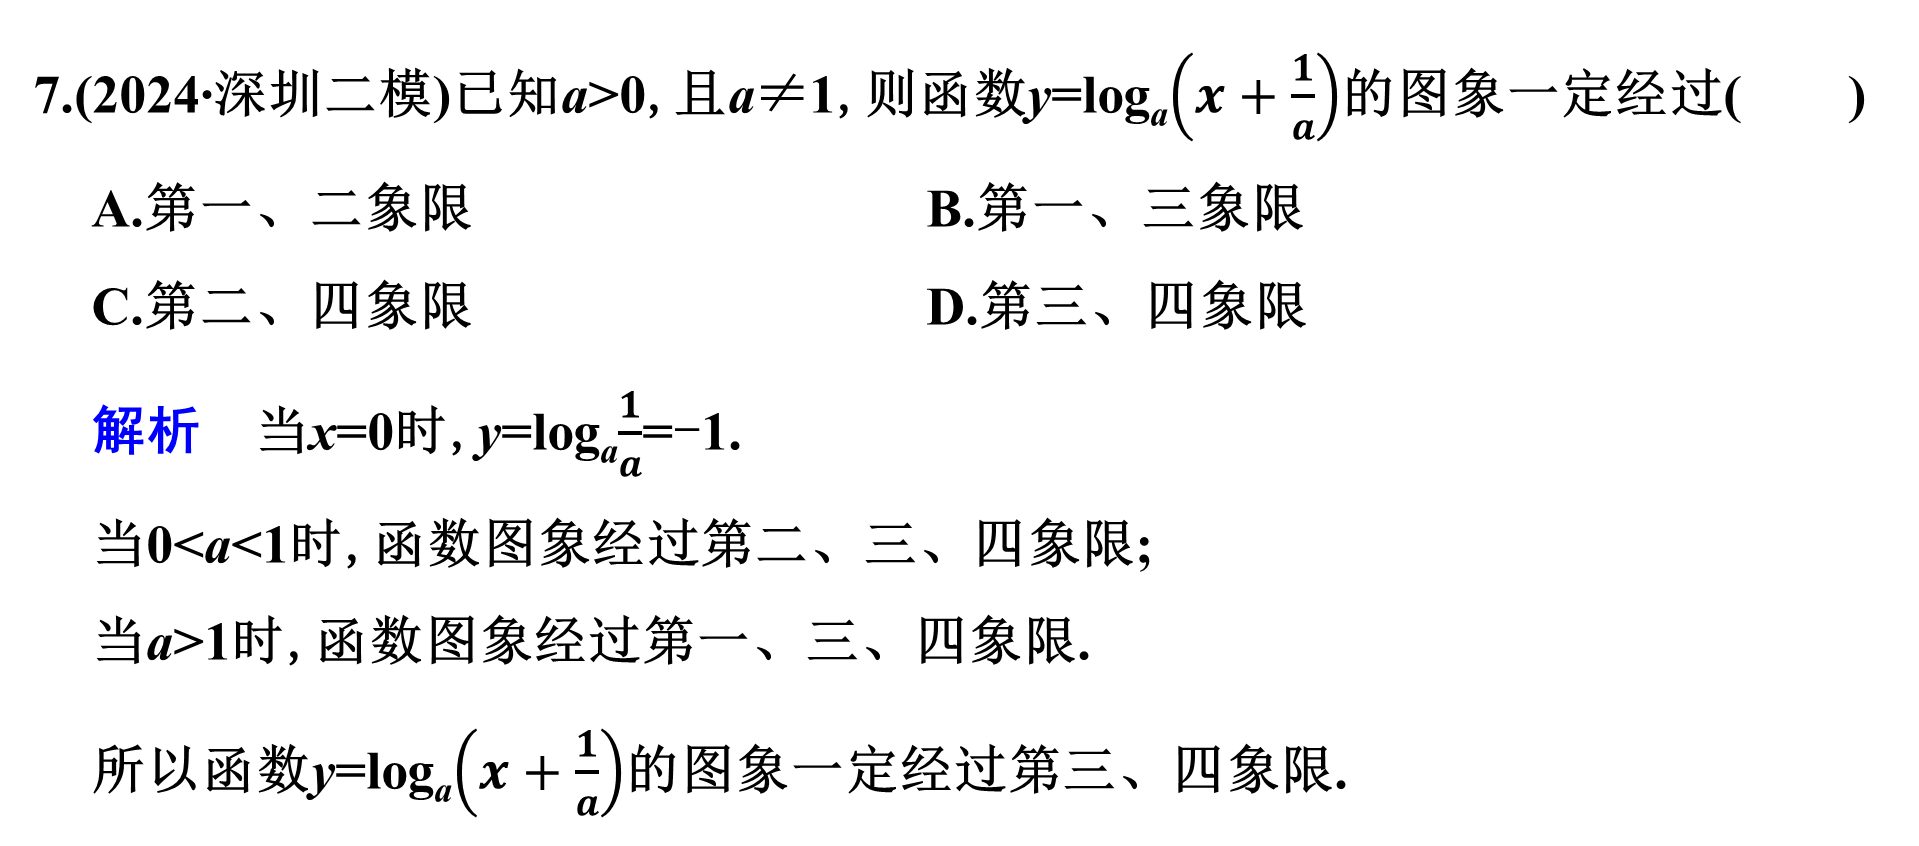 7.(2024·深圳二模)已知a>0,且a≠1,则函数y=logₐ(x + 1/a)的图象一定经过(  )
A.第一、二象限 B.第一、三象限
C.第二、四象限 D.第三、四象限
解析 当x=0时,y=logₐ1/a=−1.
当0<a<1时,函数图象经过第二、三、四象限;
当a>1时,函数图象经过第一、三、四象限.
所以函数y=logₐ(x + 1/a)的图象一定经过第三、四象限.